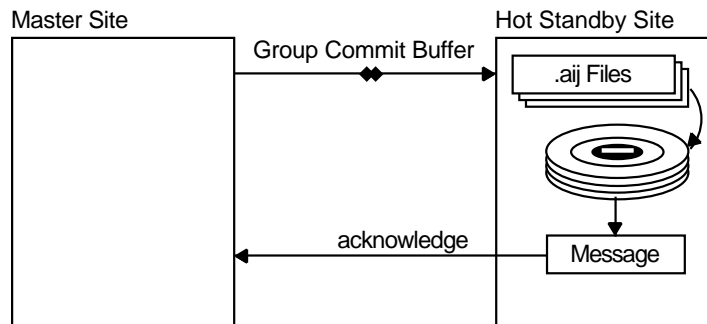 Master Site
Hot Standby Site
Group Commit Buffer
.aij Files
acknowledge
Message